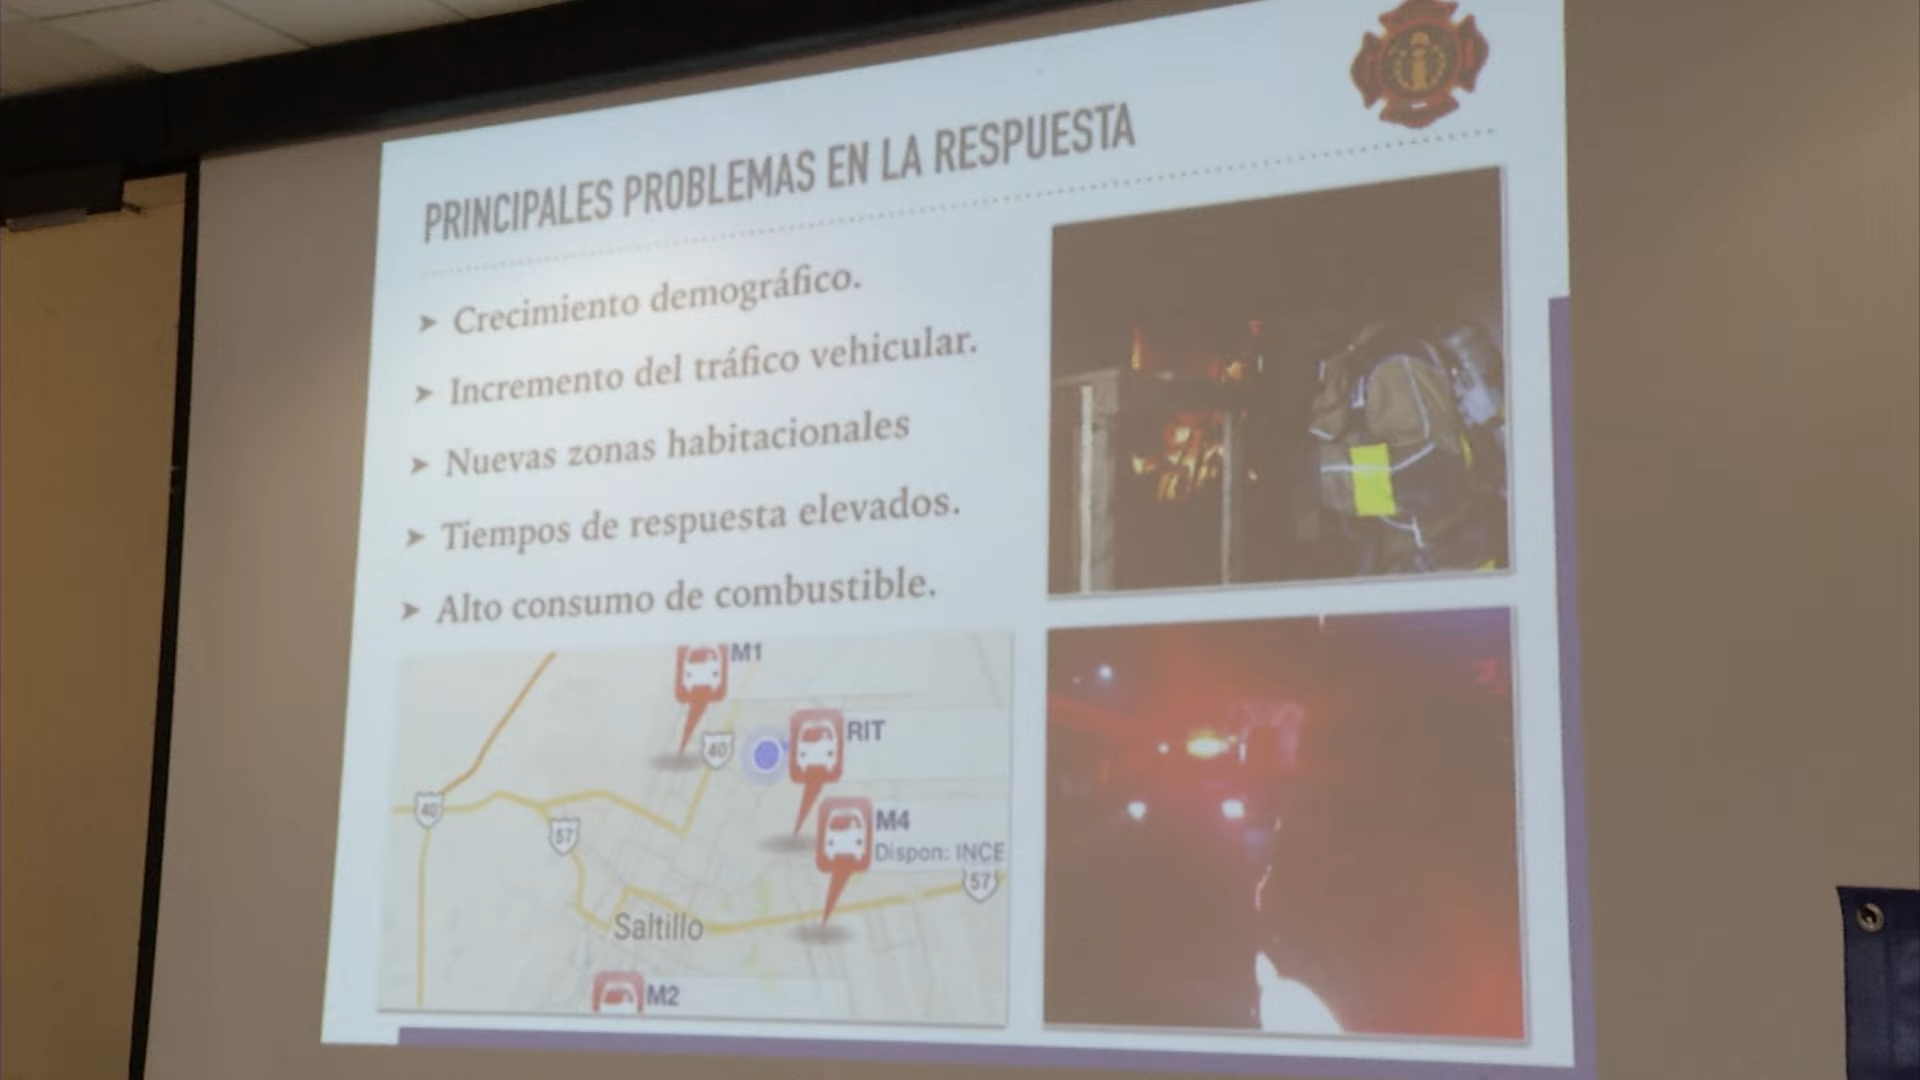 PRINCIPALES PROBLEMAS EN LA RESPUESTA
➤ Crecimiento demográfico.
➤ Incremento del tráfico vehicular.
➤ Nuevas zonas habitacionales
➤ Tiempos de respuesta elevados.
➤ Alto consumo de combustible.
M1
40
RIT
40
57
M4
Dispon: INCE
57
Saltillo
M2